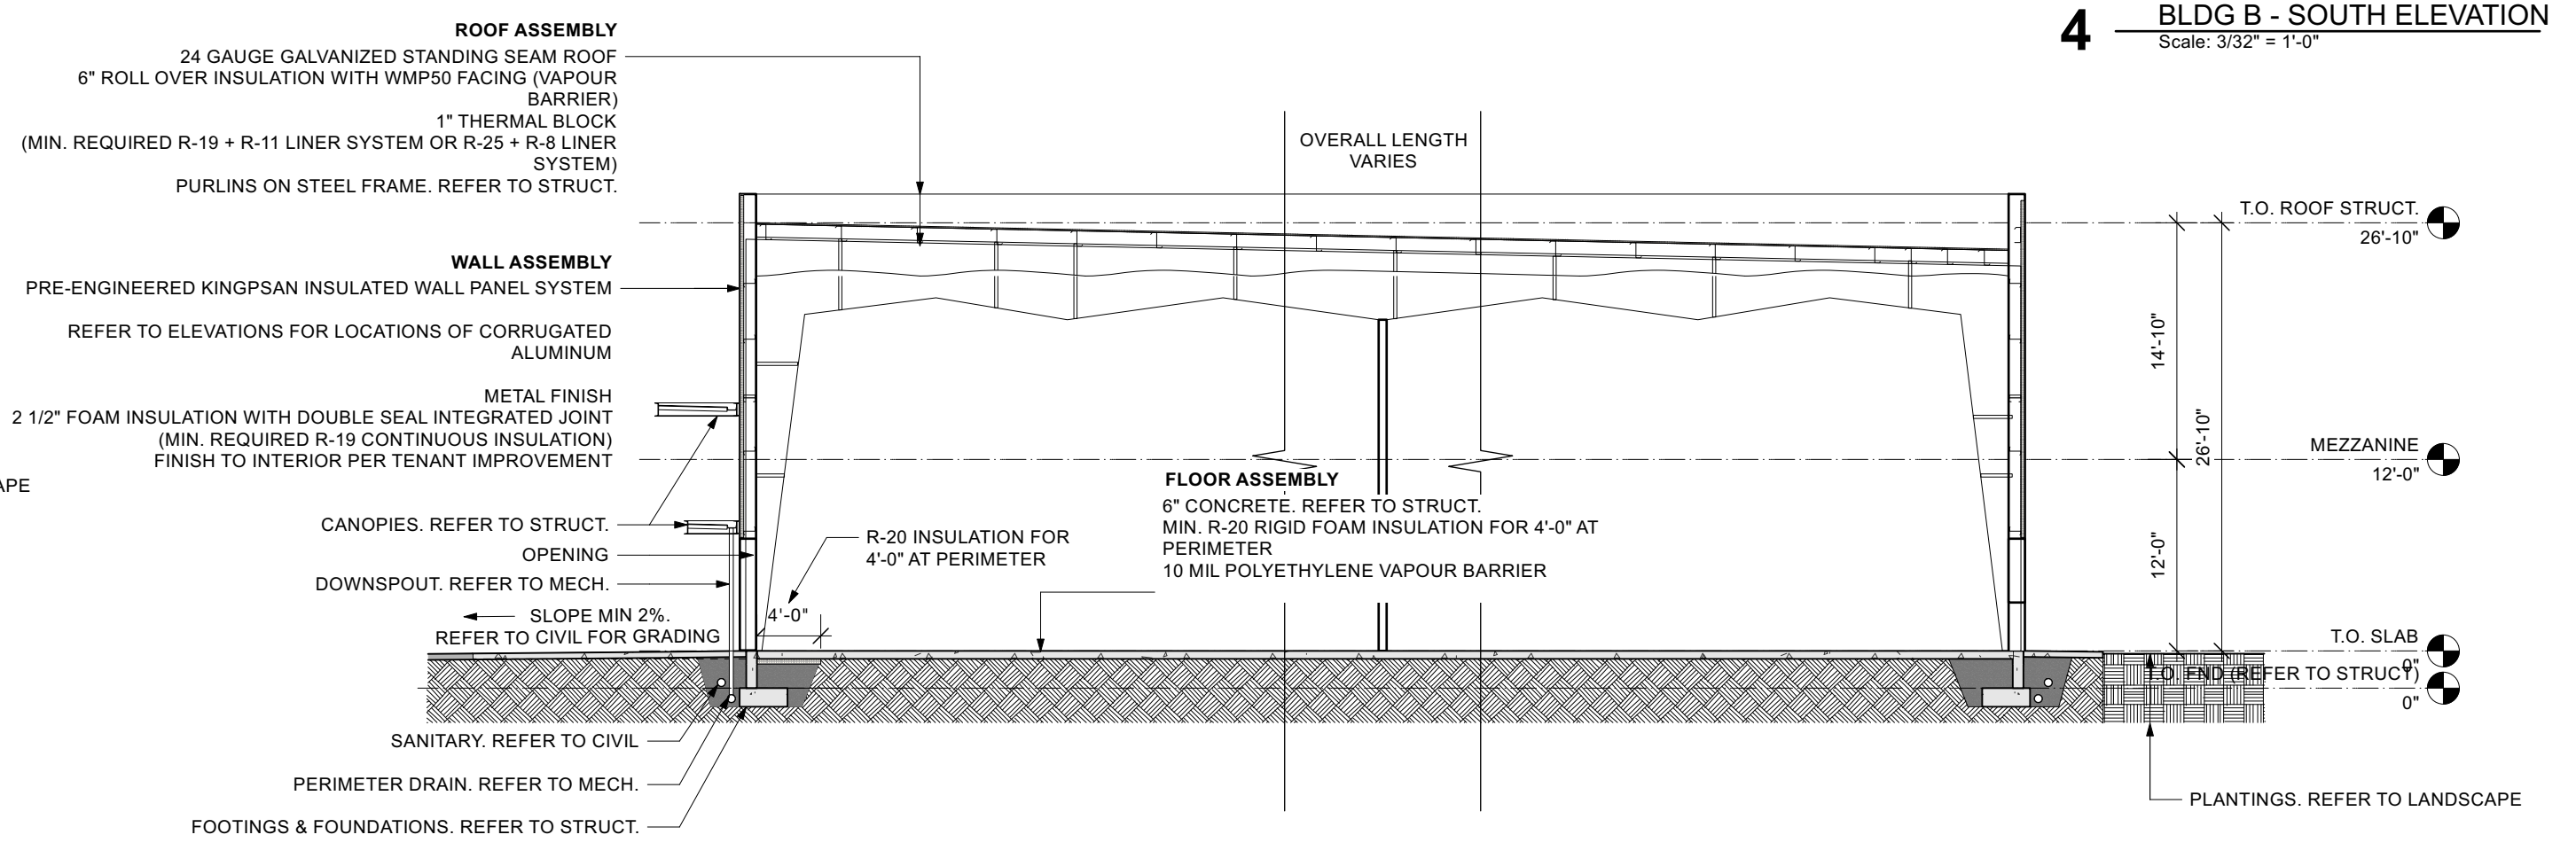 4 BLDG B - SOUTH ELEVATION
Scale: 3/32" = 1'-0"
ROOF ASSEMBLY
24 GAUGE GALVANIZED STANDING SEAM ROOF
6" ROLL OVER INSULATION WITH WMP50 FACING (VAPOUR
BARRIER)
1" THERMAL BLOCK
(MIN. REQUIRED R-19 + R-11 LINER SYSTEM OR R-25 + R-8 LINER
SYSTEM)
PURLINS ON STEEL FRAME. REFER TO STRUCT.
OVERALL LENGTH
VARIES
WALL ASSEMBLY
PRE-ENGINEERED KINGPSAN INSULATED WALL PANEL SYSTEM
REFER TO ELEVATIONS FOR LOCATIONS OF CORRUGATED
ALUMINUM
METAL FINISH
2 1/2" FOAM INSULATION WITH DOUBLE SEAL INTEGRATED JOINT
(MIN. REQUIRED R-19 CONTINUOUS INSULATION)
FINISH TO INTERIOR PER TENANT IMPROVEMENT
APE
CANOPIES. REFER TO STRUCT.
OPENING
DOWNSPOUT. REFER TO MECH.
SLOPE MIN 2%.
REFER TO CIVIL FOR GRADING
4'-0"
R-20 INSULATION FOR
4'-0" AT PERIMETER
FLOOR ASSEMBLY
6" CONCRETE. REFER TO STRUCT.
MIN. R-20 RIGID FOAM INSULATION FOR 4'-0" AT
PERIMETER
10 MIL POLYETHYLENE VAPOUR BARRIER
SANITARY. REFER TO CIVIL
PERIMETER DRAIN. REFER TO MECH.
FOOTINGS & FOUNDATIONS. REFER TO STRUCT.
14'-10"
26'-10"
12'-0"
T.O. ROOF STRUCT.
26'-10"
MEZZANINE
12'-0"
T.O. SLAB
0"
T.O. FND (REFER TO STRUCT)
0"
PLANTINGS. REFER TO LANDSCAPE